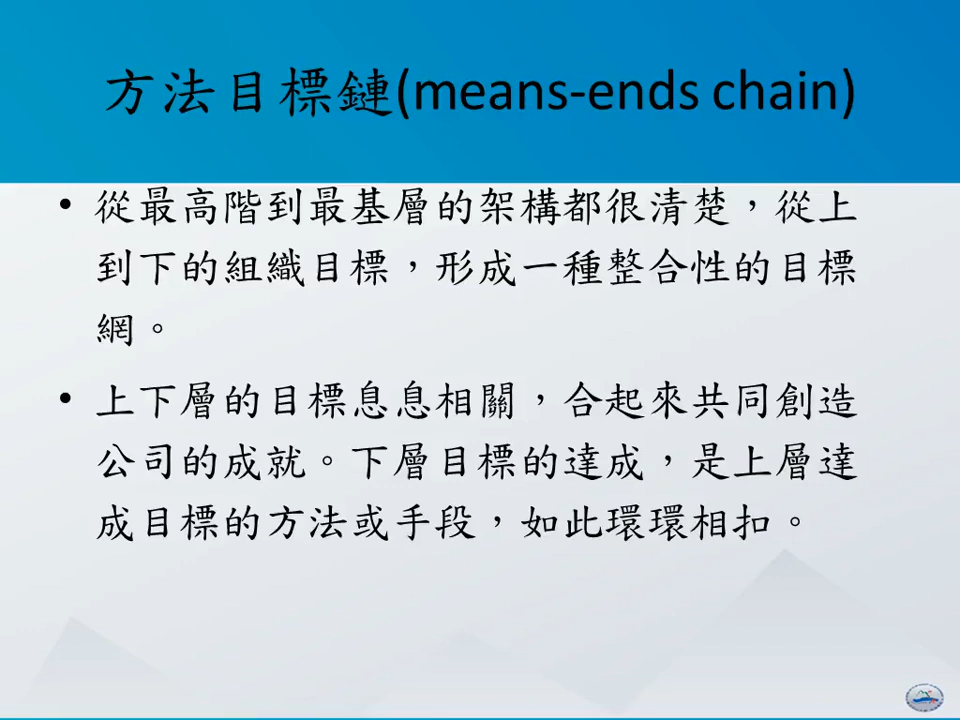 方法目標鏈(means-ends chain)
• 從最高階到最基層的架構都很清楚，從上
到下的組織目標，形成一種整合性的目標
網。
• 上下層的目標息息相關，合起來共同創造
公司的成就。下層目標的達成，是上層達
成目標的方法或手段，如此環環相扣。